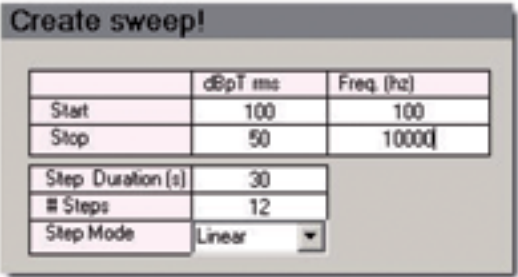 Create sweep!
dBpT rms Freq. (hz)
Start 100 100
Stop 50 10000
Step Duration (s) 30
# Steps 12
Step Mode Linear